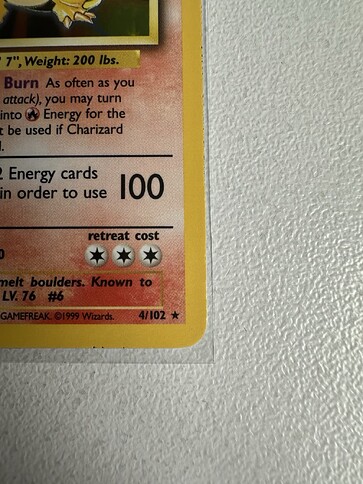 ' 7", Weight: 200 lbs.
Burn As often as you
attack), you may turn
into Energy for the
t be used if Charizard
2 Energy cards
in order to use 100
retreat cost
melt boulders. Known to
LV. 76 #6
GAMEFREAK. ©1999 Wizards. 4/102 ★